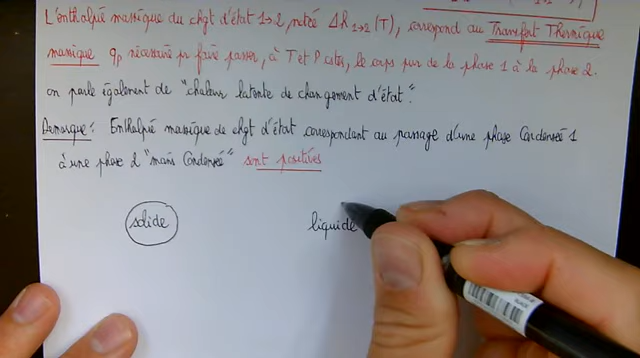 L'enthalpie massique du chgt d'état 1→2, notée Δh₁→₂(T), correspond au Transfert Thermique
massique qp nécessaire pr faire passer, à T et P cstes, le corps pur de la phase 1 à la phase 2.
on parle également de "chaleur latente de changement d'état".
Remarque: Enthalpie massique de chgt d'état correspondant au passage d'une phase Condensée 1
à une phase 2 "moins Condensée" sont positives
solide
liquide